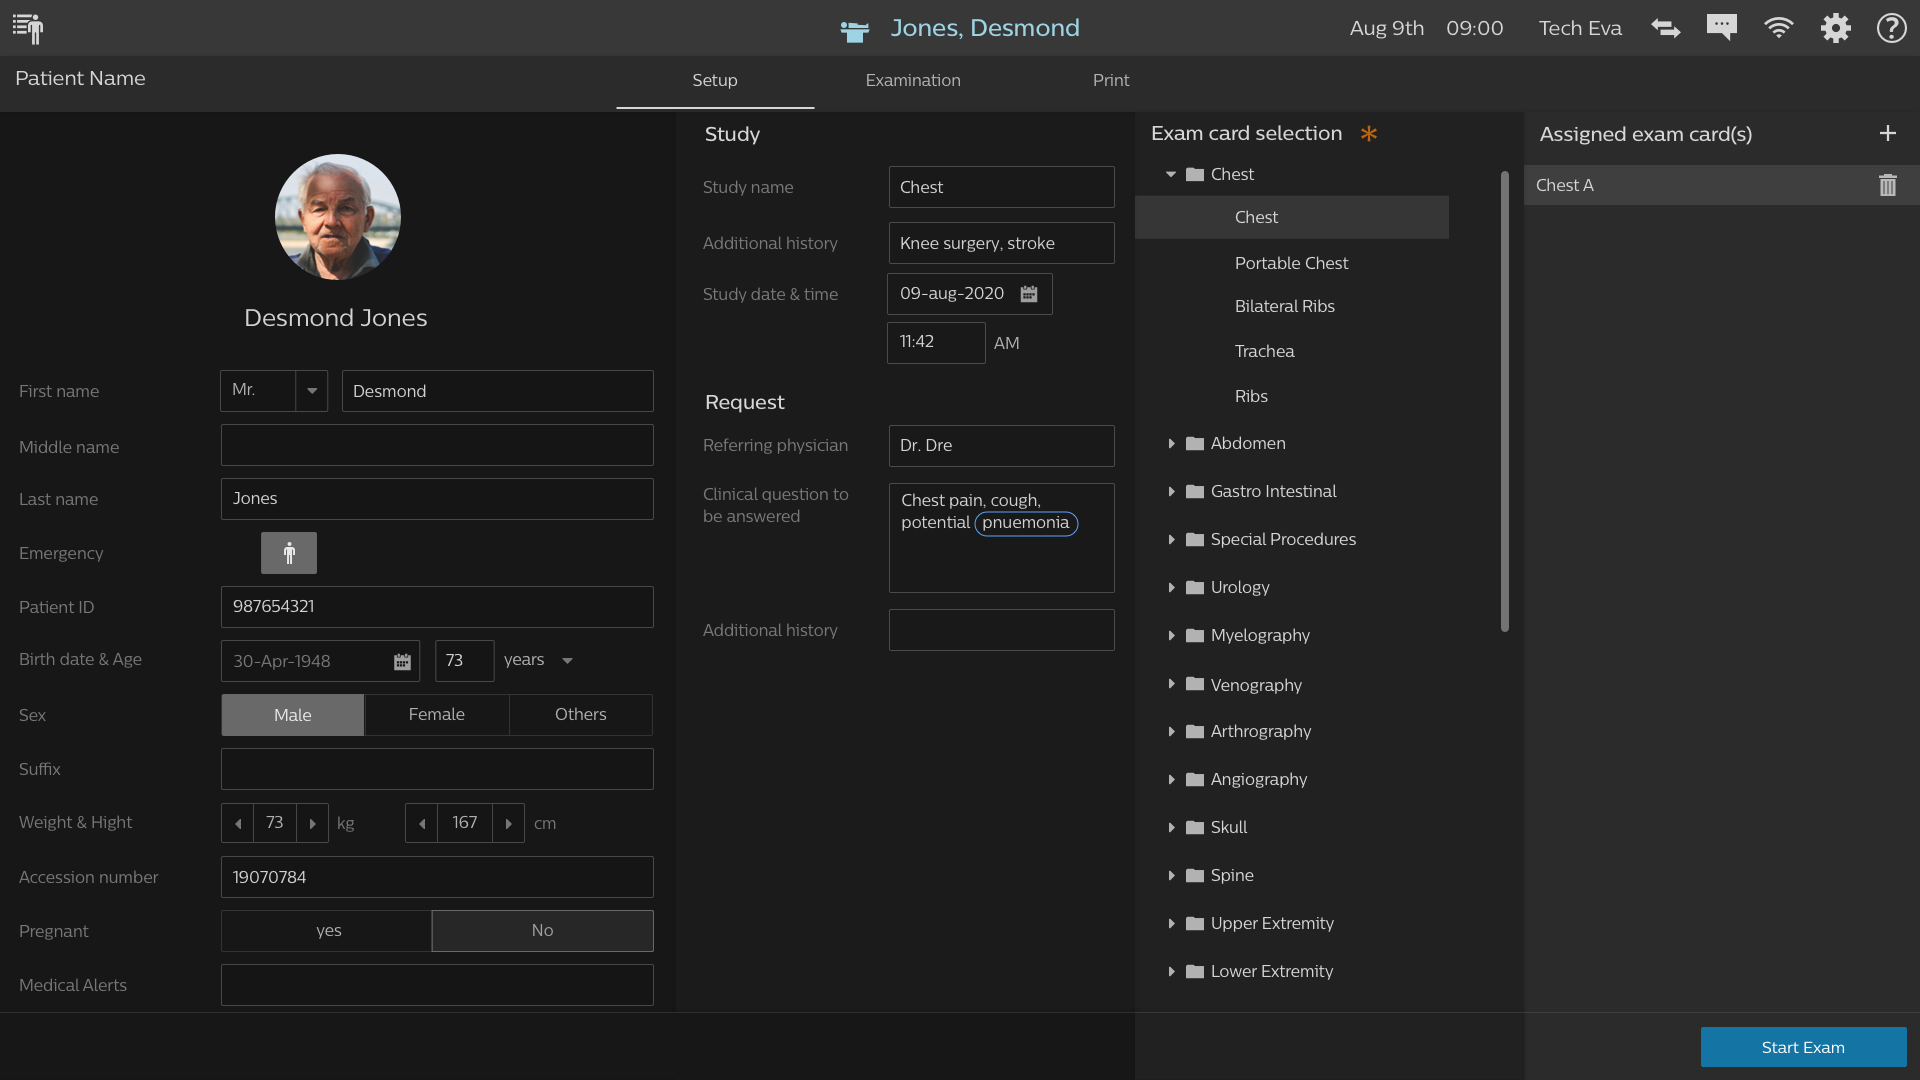 Jones, Desmond
Aug 9th 09:00 Tech Eva
Patient Name
Setup Examination Print
Desmond Jones
First name Mr. Desmond
Middle name
Last name Jones
Emergency
Patient ID 987654321
Birth date & Age 30-Apr-1948 73 years
Sex Male Female Others
Suffix
Weight & Hight 73 kg 167 cm
Accession number 19070784
Pregnant yes No
Medical Alerts
Study
Study name Chest
Additional history Knee surgery, stroke
Study date & time 09-aug-2020
11:42 AM
Request
Referring physician Dr. Dre
Clinical question to
be answered
Chest pain, cough,
potential pnuemonia
Additional history
Exam card selection *
Chest
Chest
Portable Chest
Bilateral Ribs
Trachea
Ribs
Abdomen
Gastro Intestinal
Special Procedures
Urology
Myelography
Venography
Arthrography
Angiography
Skull
Spine
Upper Extremity
Lower Extremity
Assigned exam card(s) +
Chest A
Start Exam